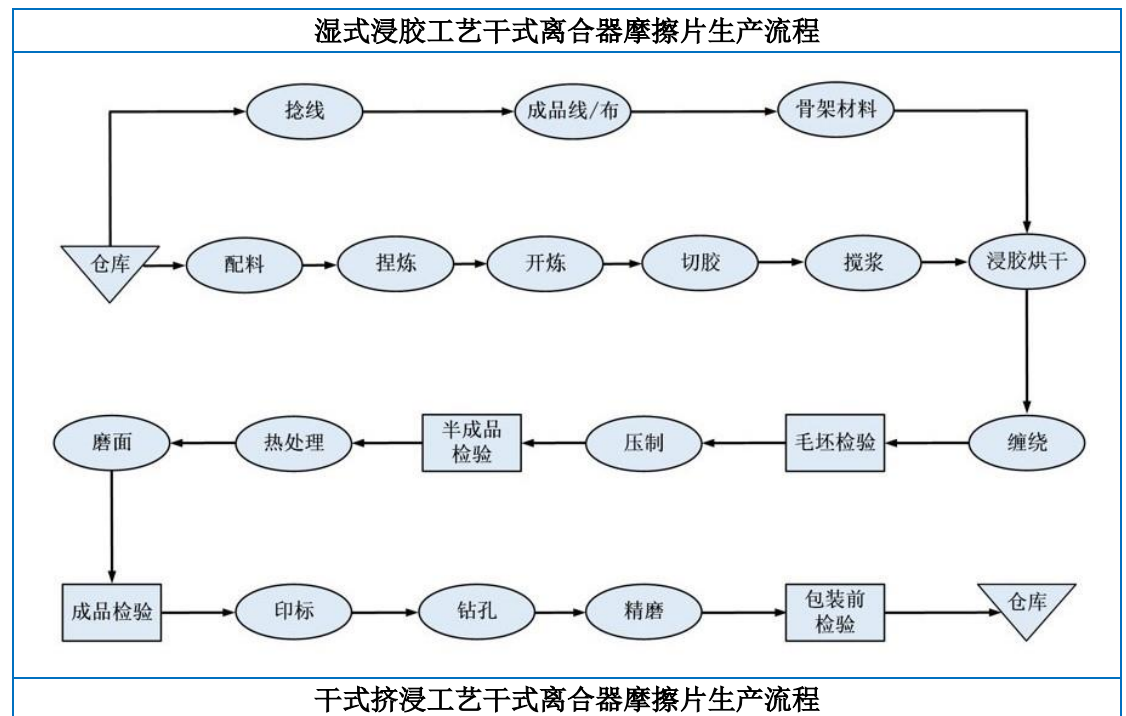 湿式浸胶工艺干式离合器摩擦片生产流程
捻线
成品线/布
骨架材料
仓库
配料
捏炼
开炼
切胶
搅浆
浸胶烘干
磨面
热处理
半成品
检验
压制
毛坯检验
缠绕
成品检验
印标
钻孔
精磨
包装前
检验
仓库
干式挤浸工艺干式离合器摩擦片生产流程